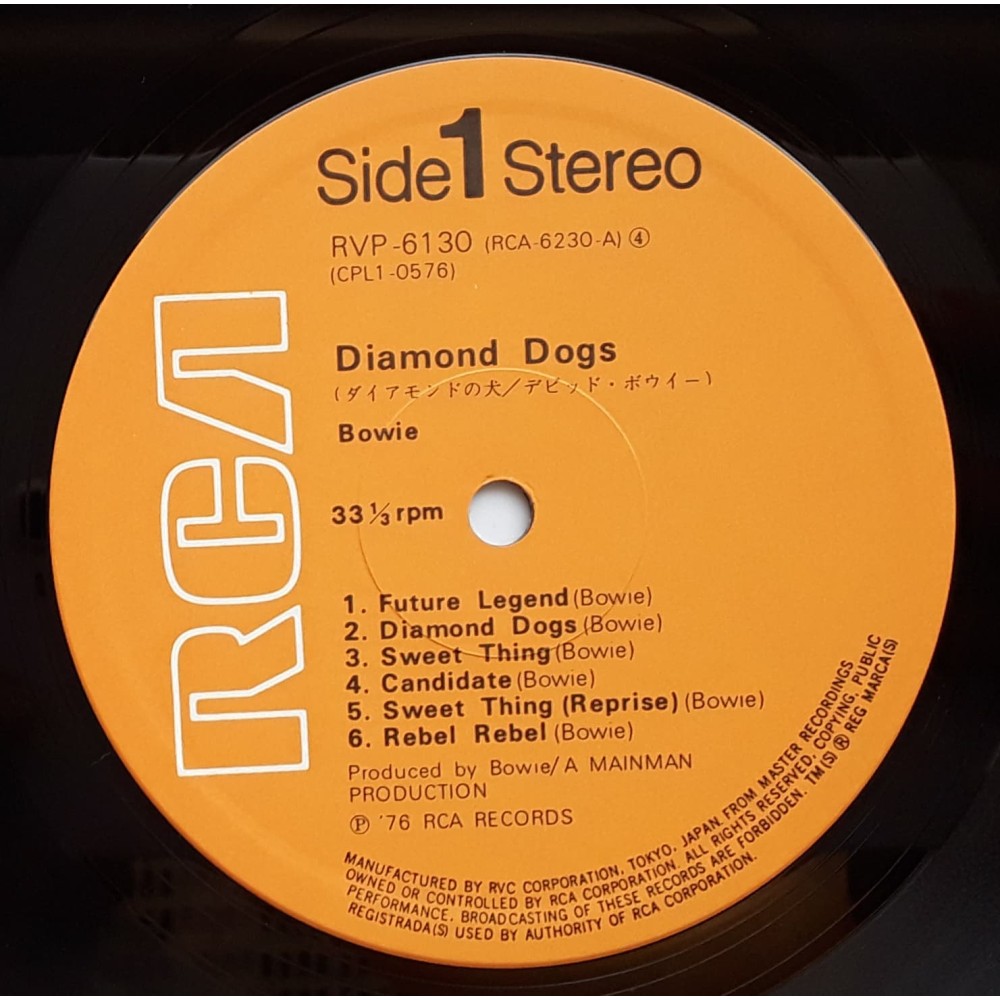 Side 1 Stereo
RVP-6130 (RCA-6230-A) ④
(CPL1-0576)
RCA
Diamond Dogs
(ダイアモンドの犬/デビッド・ボウイー)
Bowie
33 ⅓ rpm
1. Future Legend (Bowie)
2. Diamond Dogs (Bowie)
3. Sweet Thing (Bowie)
4. Candidate (Bowie)
5. Sweet Thing (Reprise) (Bowie)
6. Rebel Rebel (Bowie)
Produced by Bowie/A MAINMAN
PRODUCTION
℗ '76 RCA RECORDS
MANUFACTURED BY RVC CORPORATION, TOKYO, JAPAN FROM MASTER RECORDINGS
OWNED OR CONTROLLED BY RCA CORPORATION. ALL RIGHTS RESERVED, COPYING, PUBLIC
PERFORMANCE, BROADCASTING OF THESE RECORDS ARE FORBIDDEN. TM(S) ® REG MARCA(S)
REGISTRADA(S) USED BY AUTHORITY OF RCA CORPORATION.